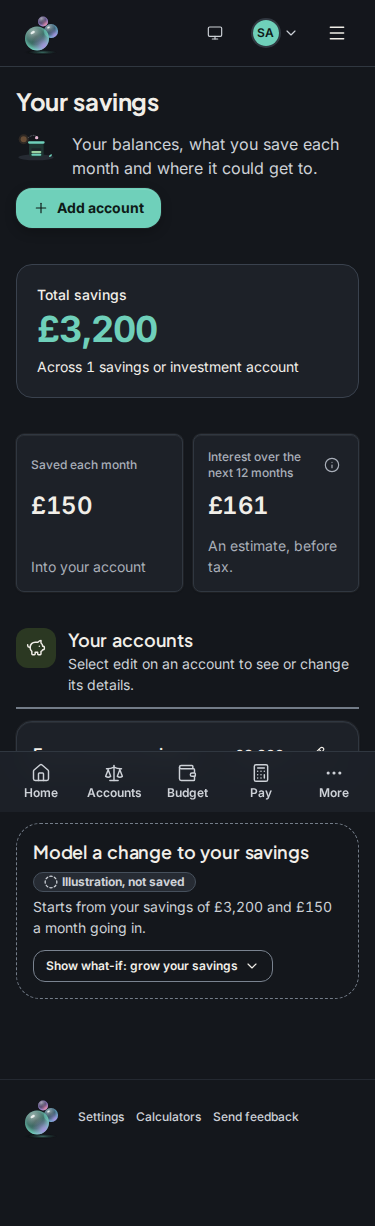 SA
Your savings
Your balances, what you save each
month and where it could get to.
Add account
Total savings
£3,200
Across 1 savings or investment account
Saved each month
£150
Into your account
Interest over the
next 12 months
£161
An estimate, before
tax.
Your accounts
Select edit on an account to see or change
its details.
Home
Accounts
Budget
Pay
More
Model a change to your savings
Illustration, not saved
Starts from your savings of £3,200 and £150
a month going in.
Show what-if: grow your savings
Settings
Calculators
Send feedback